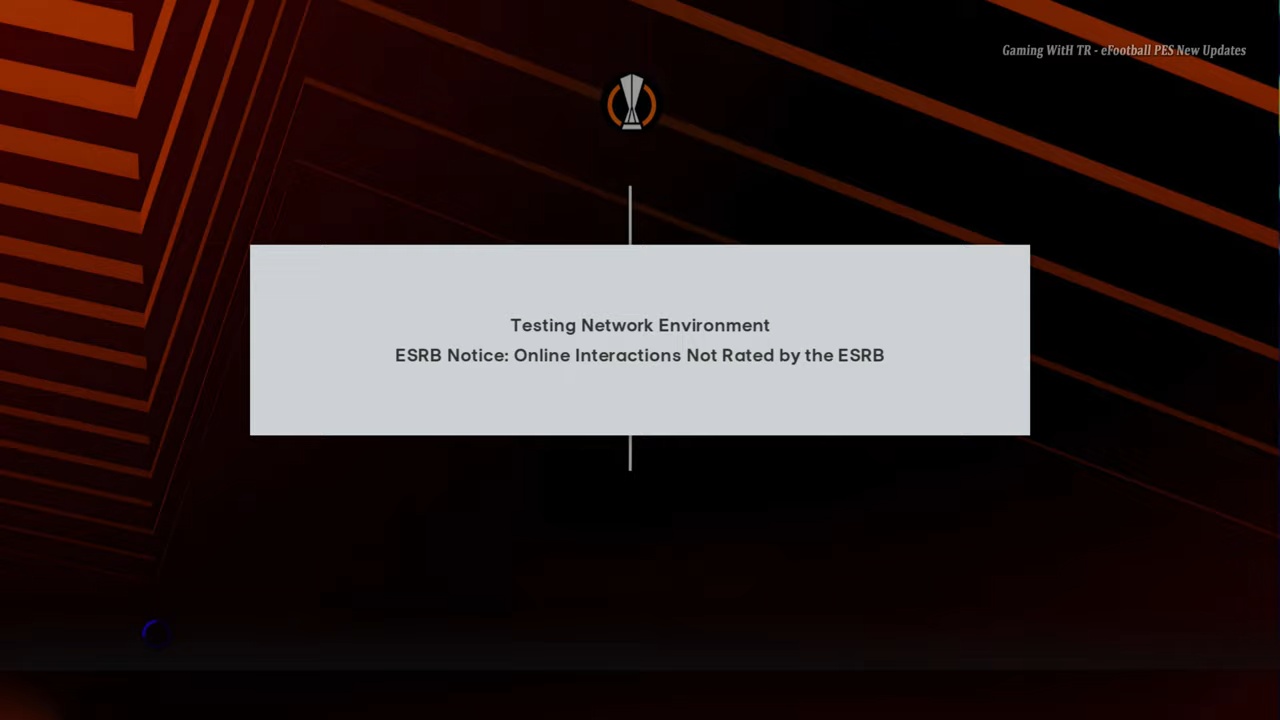 Gaming WitH TR - eFootball PES New Updates
Testing Network Environment
ESRB Notice: Online Interactions Not Rated by the ESRB